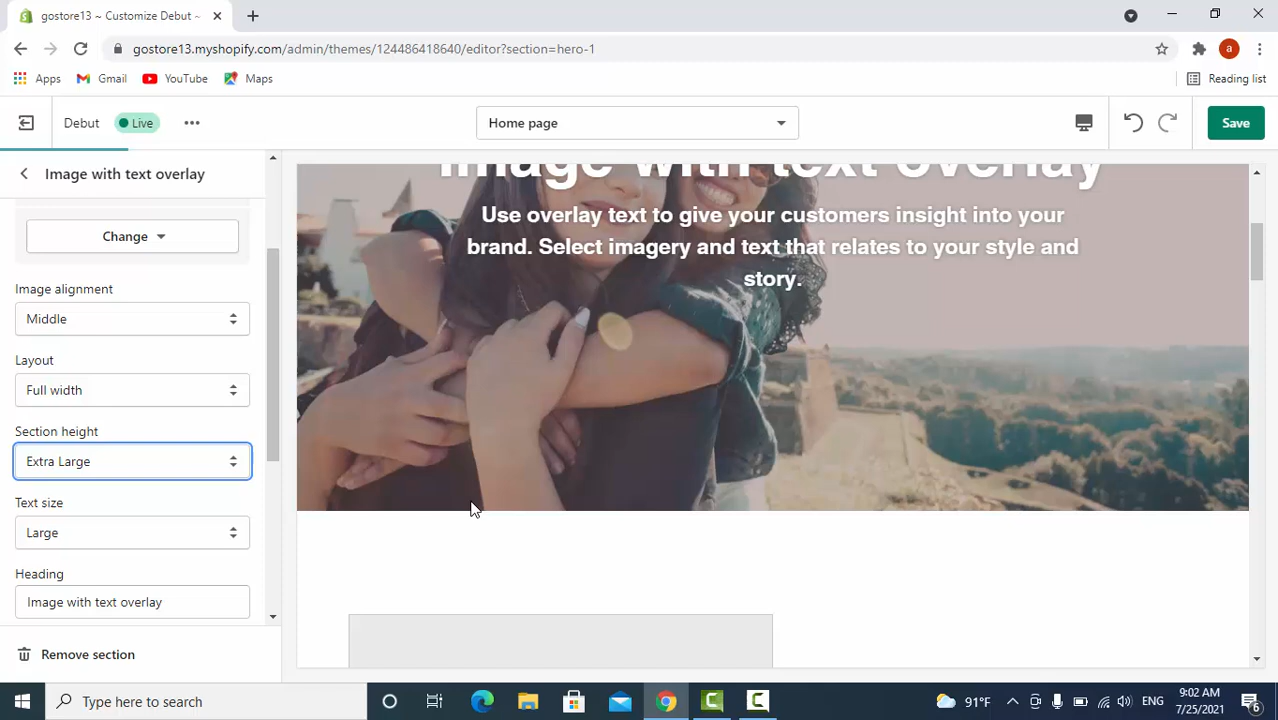 gostore13 ~ Customize Debut ~
gostore13.myshopify.com/admin/themes/124486418640/editor?section=hero-1
a
Apps
Gmail
YouTube
Maps
Reading list
Debut
Live
Home page
Save
Image with text overlay
Change
Image alignment
Middle
Layout
Full width
Section height
Extra Large
Text size
Large
Heading
Image with text overlay
Remove section
Image with text overlay
Use overlay text to give your customers insight into your
brand. Select imagery and text that relates to your style and
story.
Type here to search
91°F
ENG
9:02 AM
7/25/2021
6